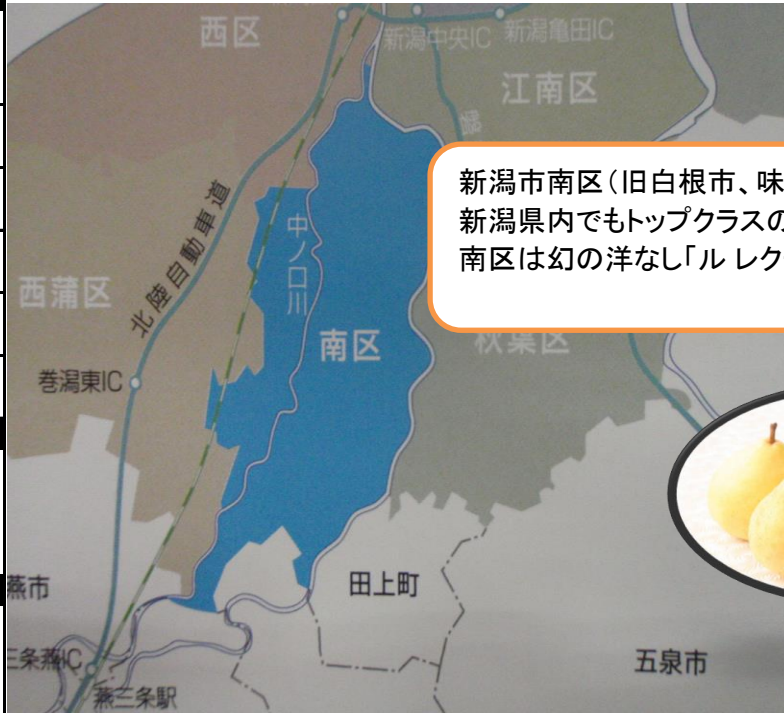 西区
新潟中央IC
新潟亀田IC
江南区
北陸自動車道
中ノ口川
西蒲区
南区
秋葉区
巻潟東IC
新潟市南区(旧白根市、味
新潟県内でもトップクラスの
南区は幻の洋なし「ル レク
田上町
燕市
三条燕IC
燕三条駅
五泉市